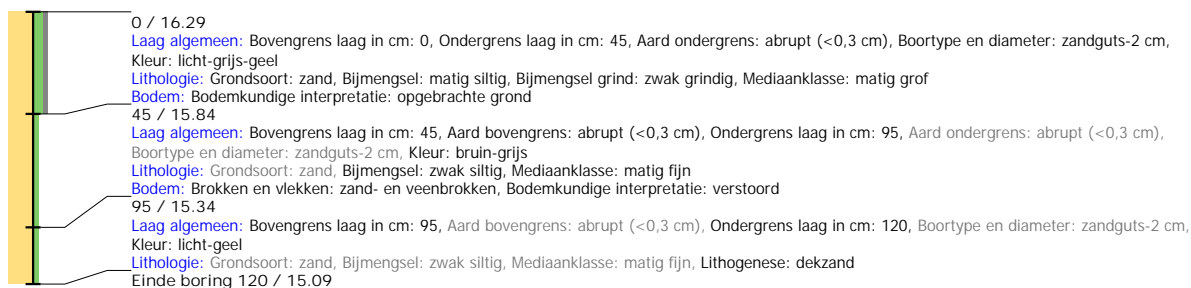 0 / 16.29
Laag algemeen: Bovengrens laag in cm: 0, Ondergrens laag in cm: 45, Aard ondergrens: abrupt (<0,3 cm), Boortype en diameter: zandguts-2 cm,
Kleur: licht-grijs-geel
Lithologie: Grondsoort: zand, Bijmengsel: matig siltig, Bijmengsel grind: zwak grindig, Mediaanklasse: matig grof
Bodem: Bodemkundige interpretatie: opgebrachte grond
45 / 15.84
Laag algemeen: Bovengrens laag in cm: 45, Aard bovengrens: abrupt (<0,3 cm), Ondergrens laag in cm: 95, Aard ondergrens: abrupt (<0,3 cm),
Boortype en diameter: zandguts-2 cm, Kleur: bruin-grijs
Lithologie: Grondsoort: zand, Bijmengsel: zwak siltig, Mediaanklasse: matig fijn
Bodem: Brokken en vlekken: zand- en veenbrokken, Bodemkundige interpretatie: verstoord
95 / 15.34
Laag algemeen: Bovengrens laag in cm: 95, Aard bovengrens: abrupt (<0,3 cm), Ondergrens laag in cm: 120, Boortype en diameter: zandguts-2 cm,
Kleur: licht-geel
Lithologie: Grondsoort: zand, Bijmengsel: zwak siltig, Mediaanklasse: matig fijn, Lithogenese: dekzand
Einde boring 120 / 15.09